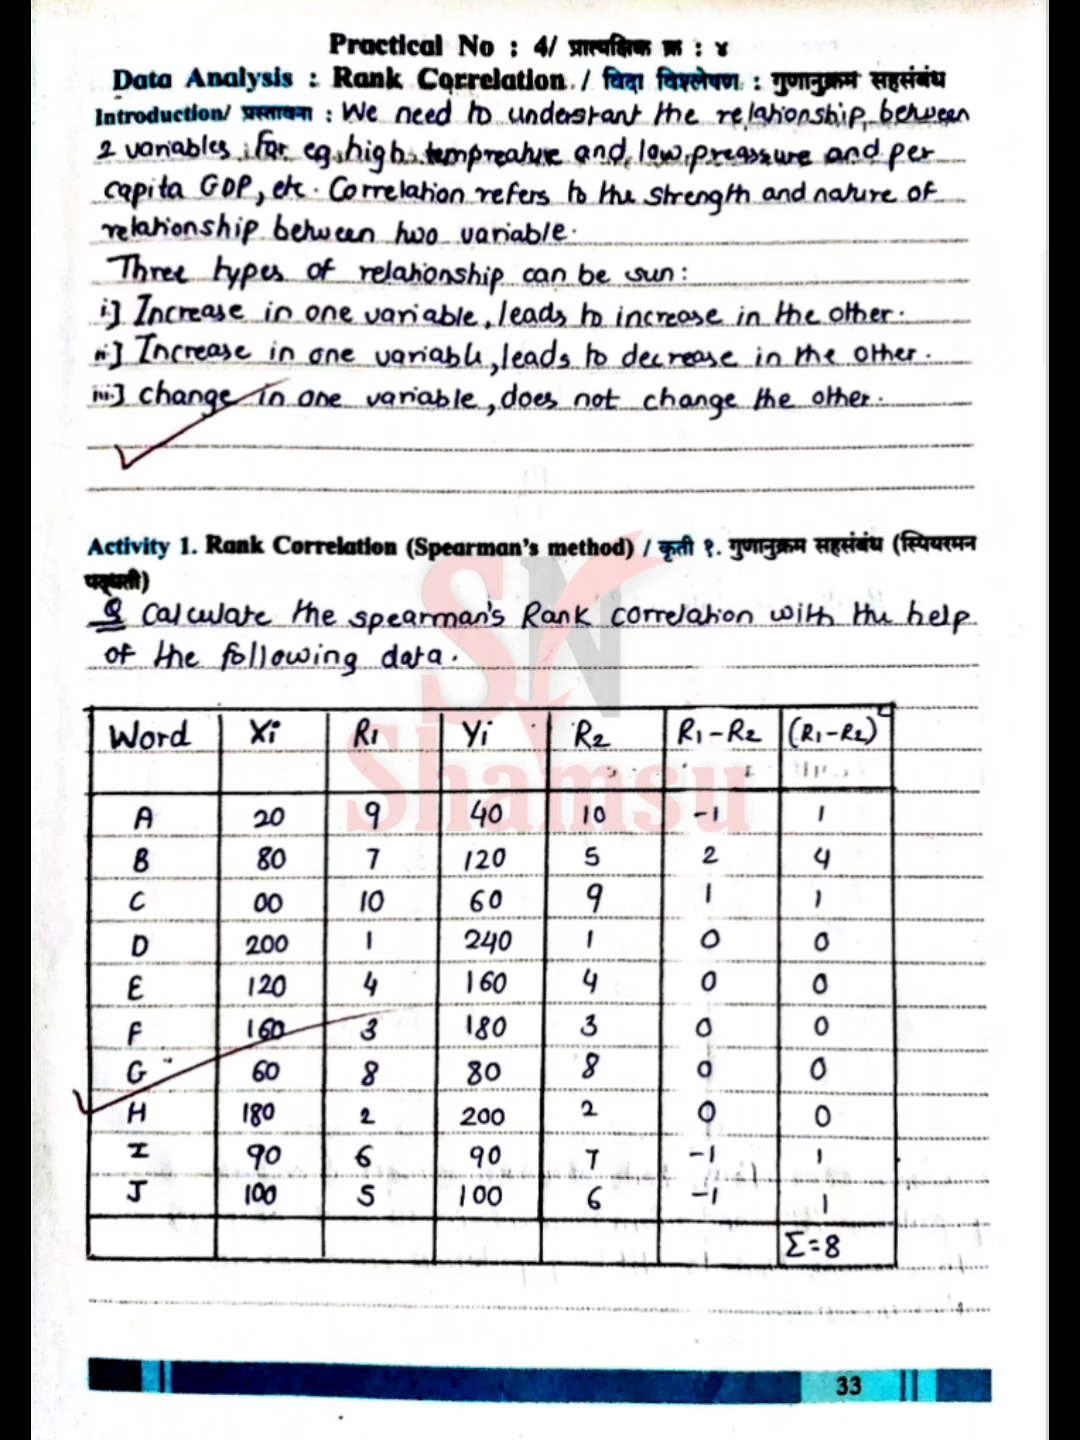 Practical No : 4/ प्रात्यक्षिक क्र : ४
Data Analysis : Rank Correlation / विदा विश्लेषण : गुणानुक्रम सहसंबंध
Introduction/ प्रस्तावना : We need to understant the relationship between
2 variables, for eg, high tempreature and low preassure and per
capita GDP, etc. Correlation refers to the strength and nature of
relationship between two variable.
Three types of relationship can be sun:
i.] Increase in one variable, leads to increase in the other.
ii.] Increase in one variable, leads to decrease in the other.
iii.] change in one variable, does not change the other.
Activity 1. Rank Correlation (Spearman's method) / कृती १. गुणानुक्रम सहसंबंध (स्पियरमन
पद्धती)
Q Calculate the spearman's Rank correlation with the help
of the following data.
SN
Shamsu
Word Xi R1 Yi R2 R1-R2 (R1-R2)²
A 20 9 40 10 -1 1
B 80 7 120 5 2 4
C 00 10 60 9 1 1
D 200 1 240 1 0 0
E 120 4 160 4 0 0
F 160 3 180 3 0 0
G 60 8 80 8 0 0
H 180 2 200 2 0 0
I 90 6 90 7 -1 1
J 100 5 100 6 -1 1
Σ=8
33